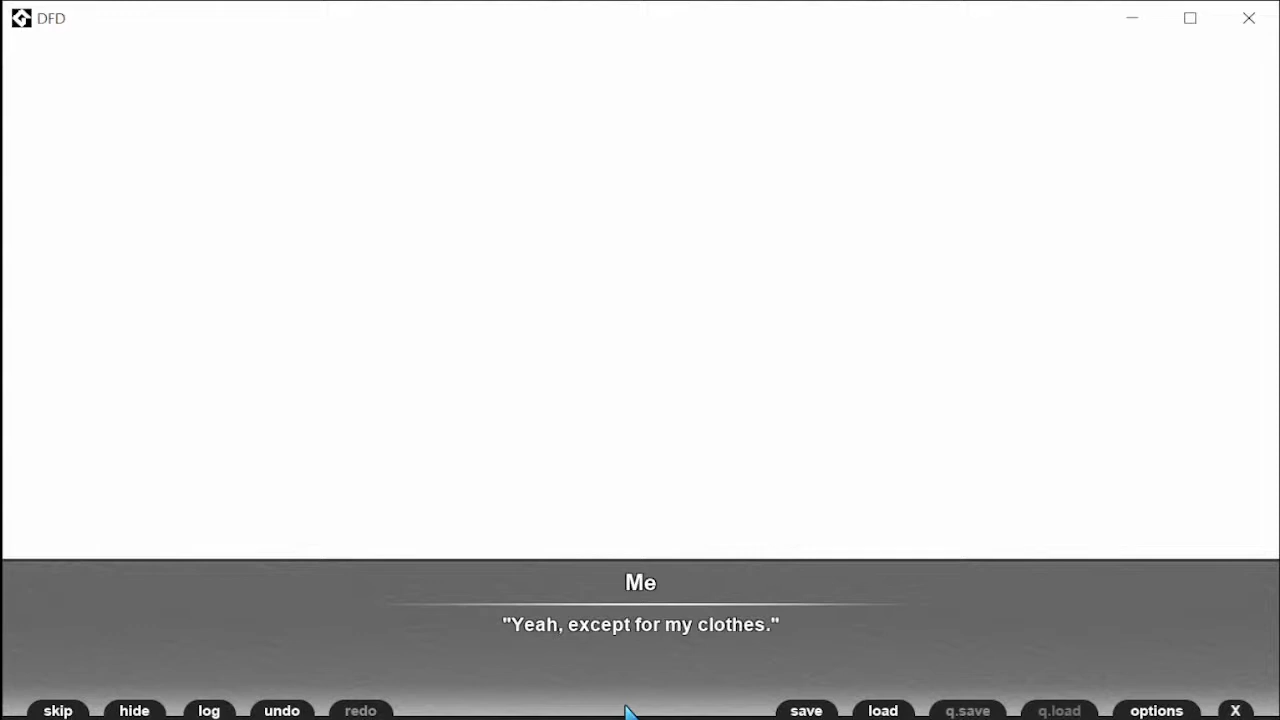 DFD
Me
"Yeah, except for my clothes."
skip hide log undo redo save load q.save q.load options X